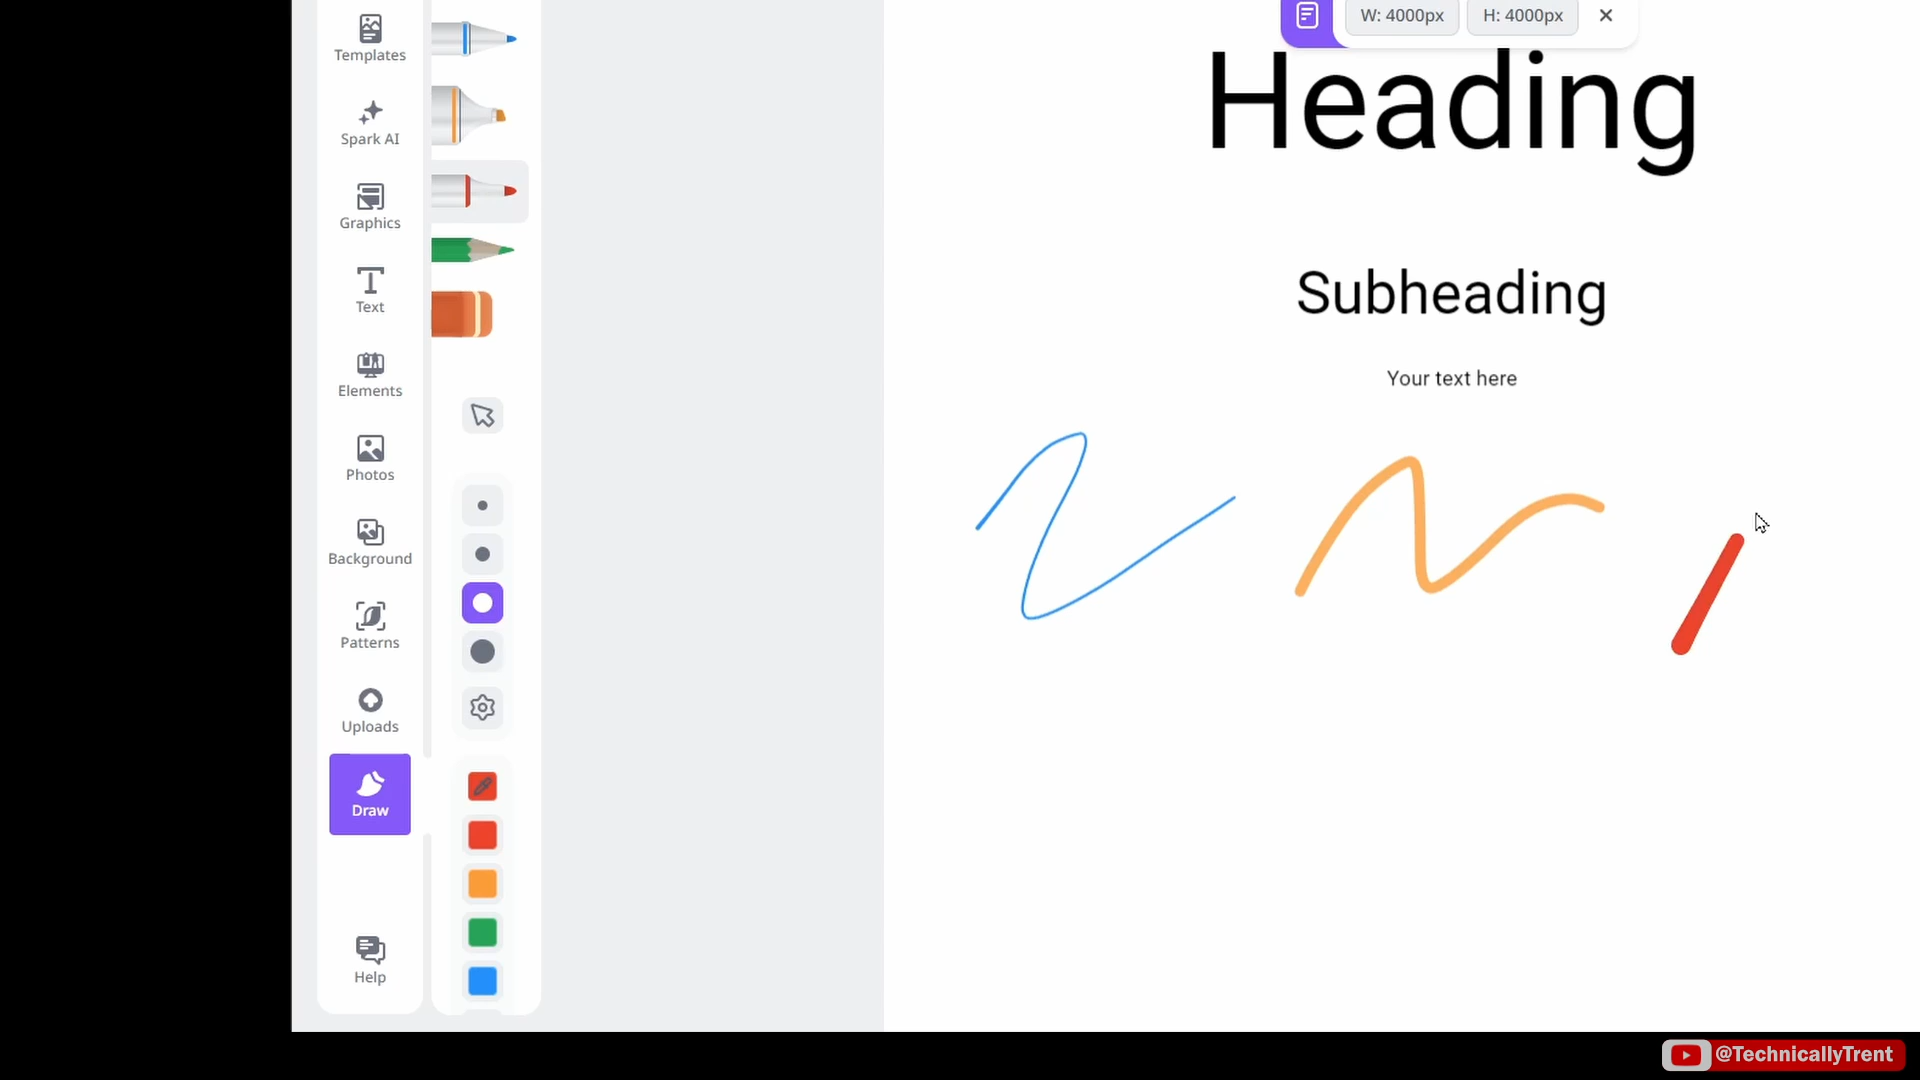 Templates
Spark AI
Graphics
Text
Elements
Photos
Background
Patterns
Uploads
Draw
Help
W: 4000px
H: 4000px
Heading
Subheading
Your text here
@TechnicallyTrent